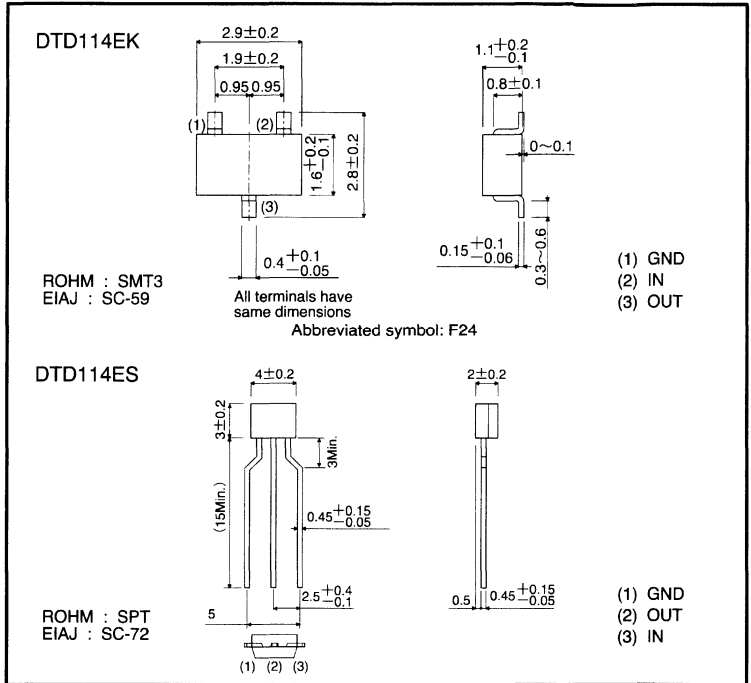 DTD114EK
2.9±0.2
1.9±0.2
0.95 0.95
(1)
(2)
(3)
1.6+0.2−0.1
2.8±0.2
0.4+0.1−0.05
All terminals have
same dimensions
1.1+0.2−0.1
0.8±0.1
0~0.1
0.15+0.1−0.06
0.3~0.6
ROHM : SMT3
EIAJ : SC-59
(1) GND
(2) IN
(3) OUT
Abbreviated symbol: F24
DTD114ES
4±0.2
3±0.2
(15Min.)
3Min.
0.45+0.15−0.05
2.5+0.4−0.1
5
(1) (2) (3)
2±0.2
0.5
0.45+0.15−0.05
ROHM : SPT
EIAJ : SC-72
(1) GND
(2) OUT
(3) IN